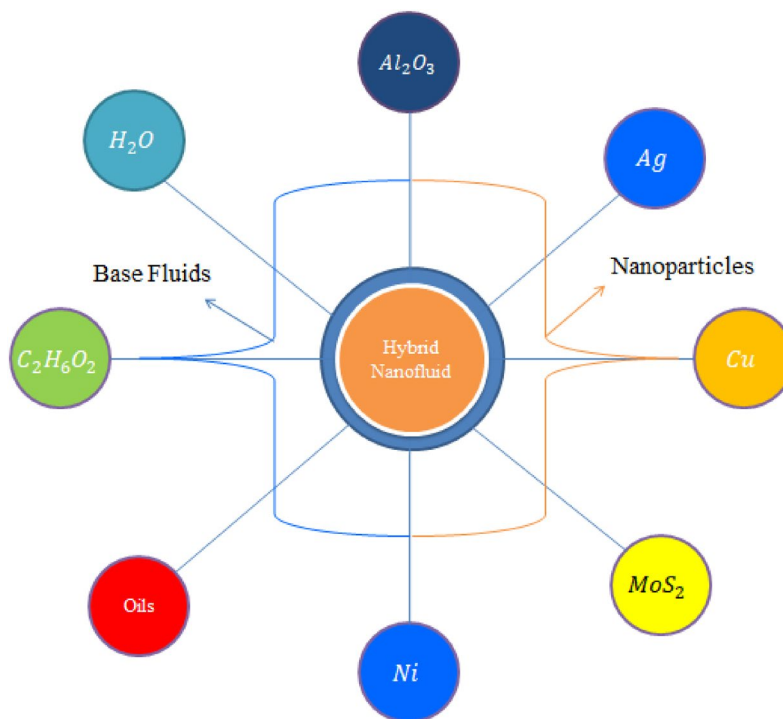 Al₂O₃
H₂O
Ag
Base Fluids
Nanoparticles
C₂H₆O₂
Hybrid
Nanofluid
Cu
Oils
MoS₂
Ni